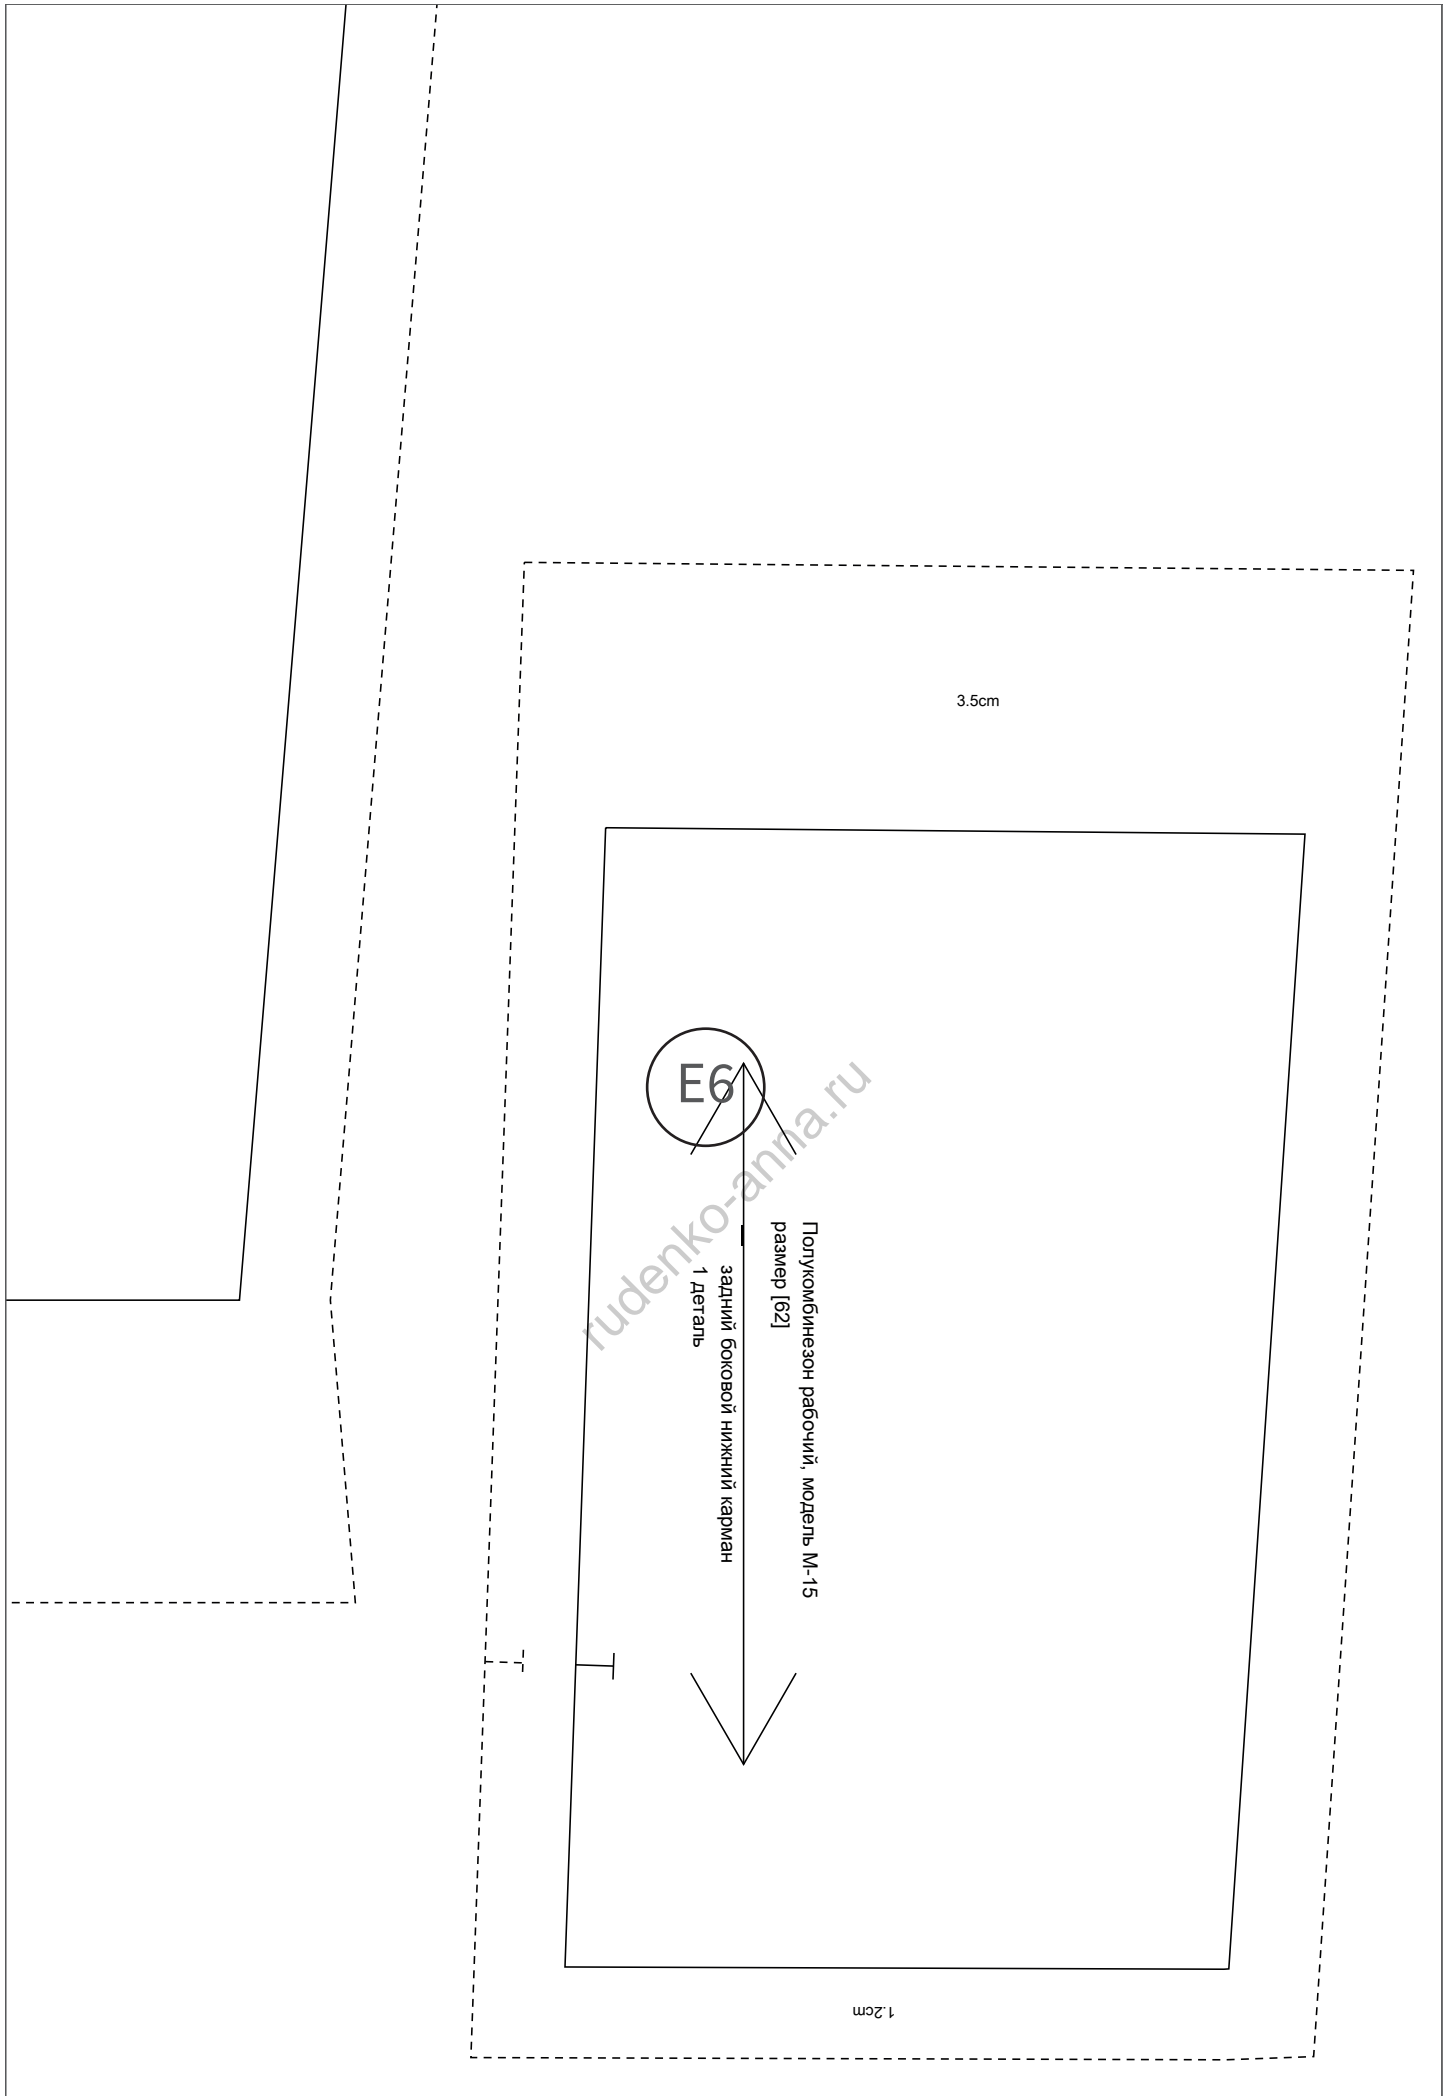 3.5cm
E6
rudenko-anna.ru
Полукомбинезон рабочий, модель М-15
размер [62]
задний боковой нижний карман
1 деталь
1.2cm